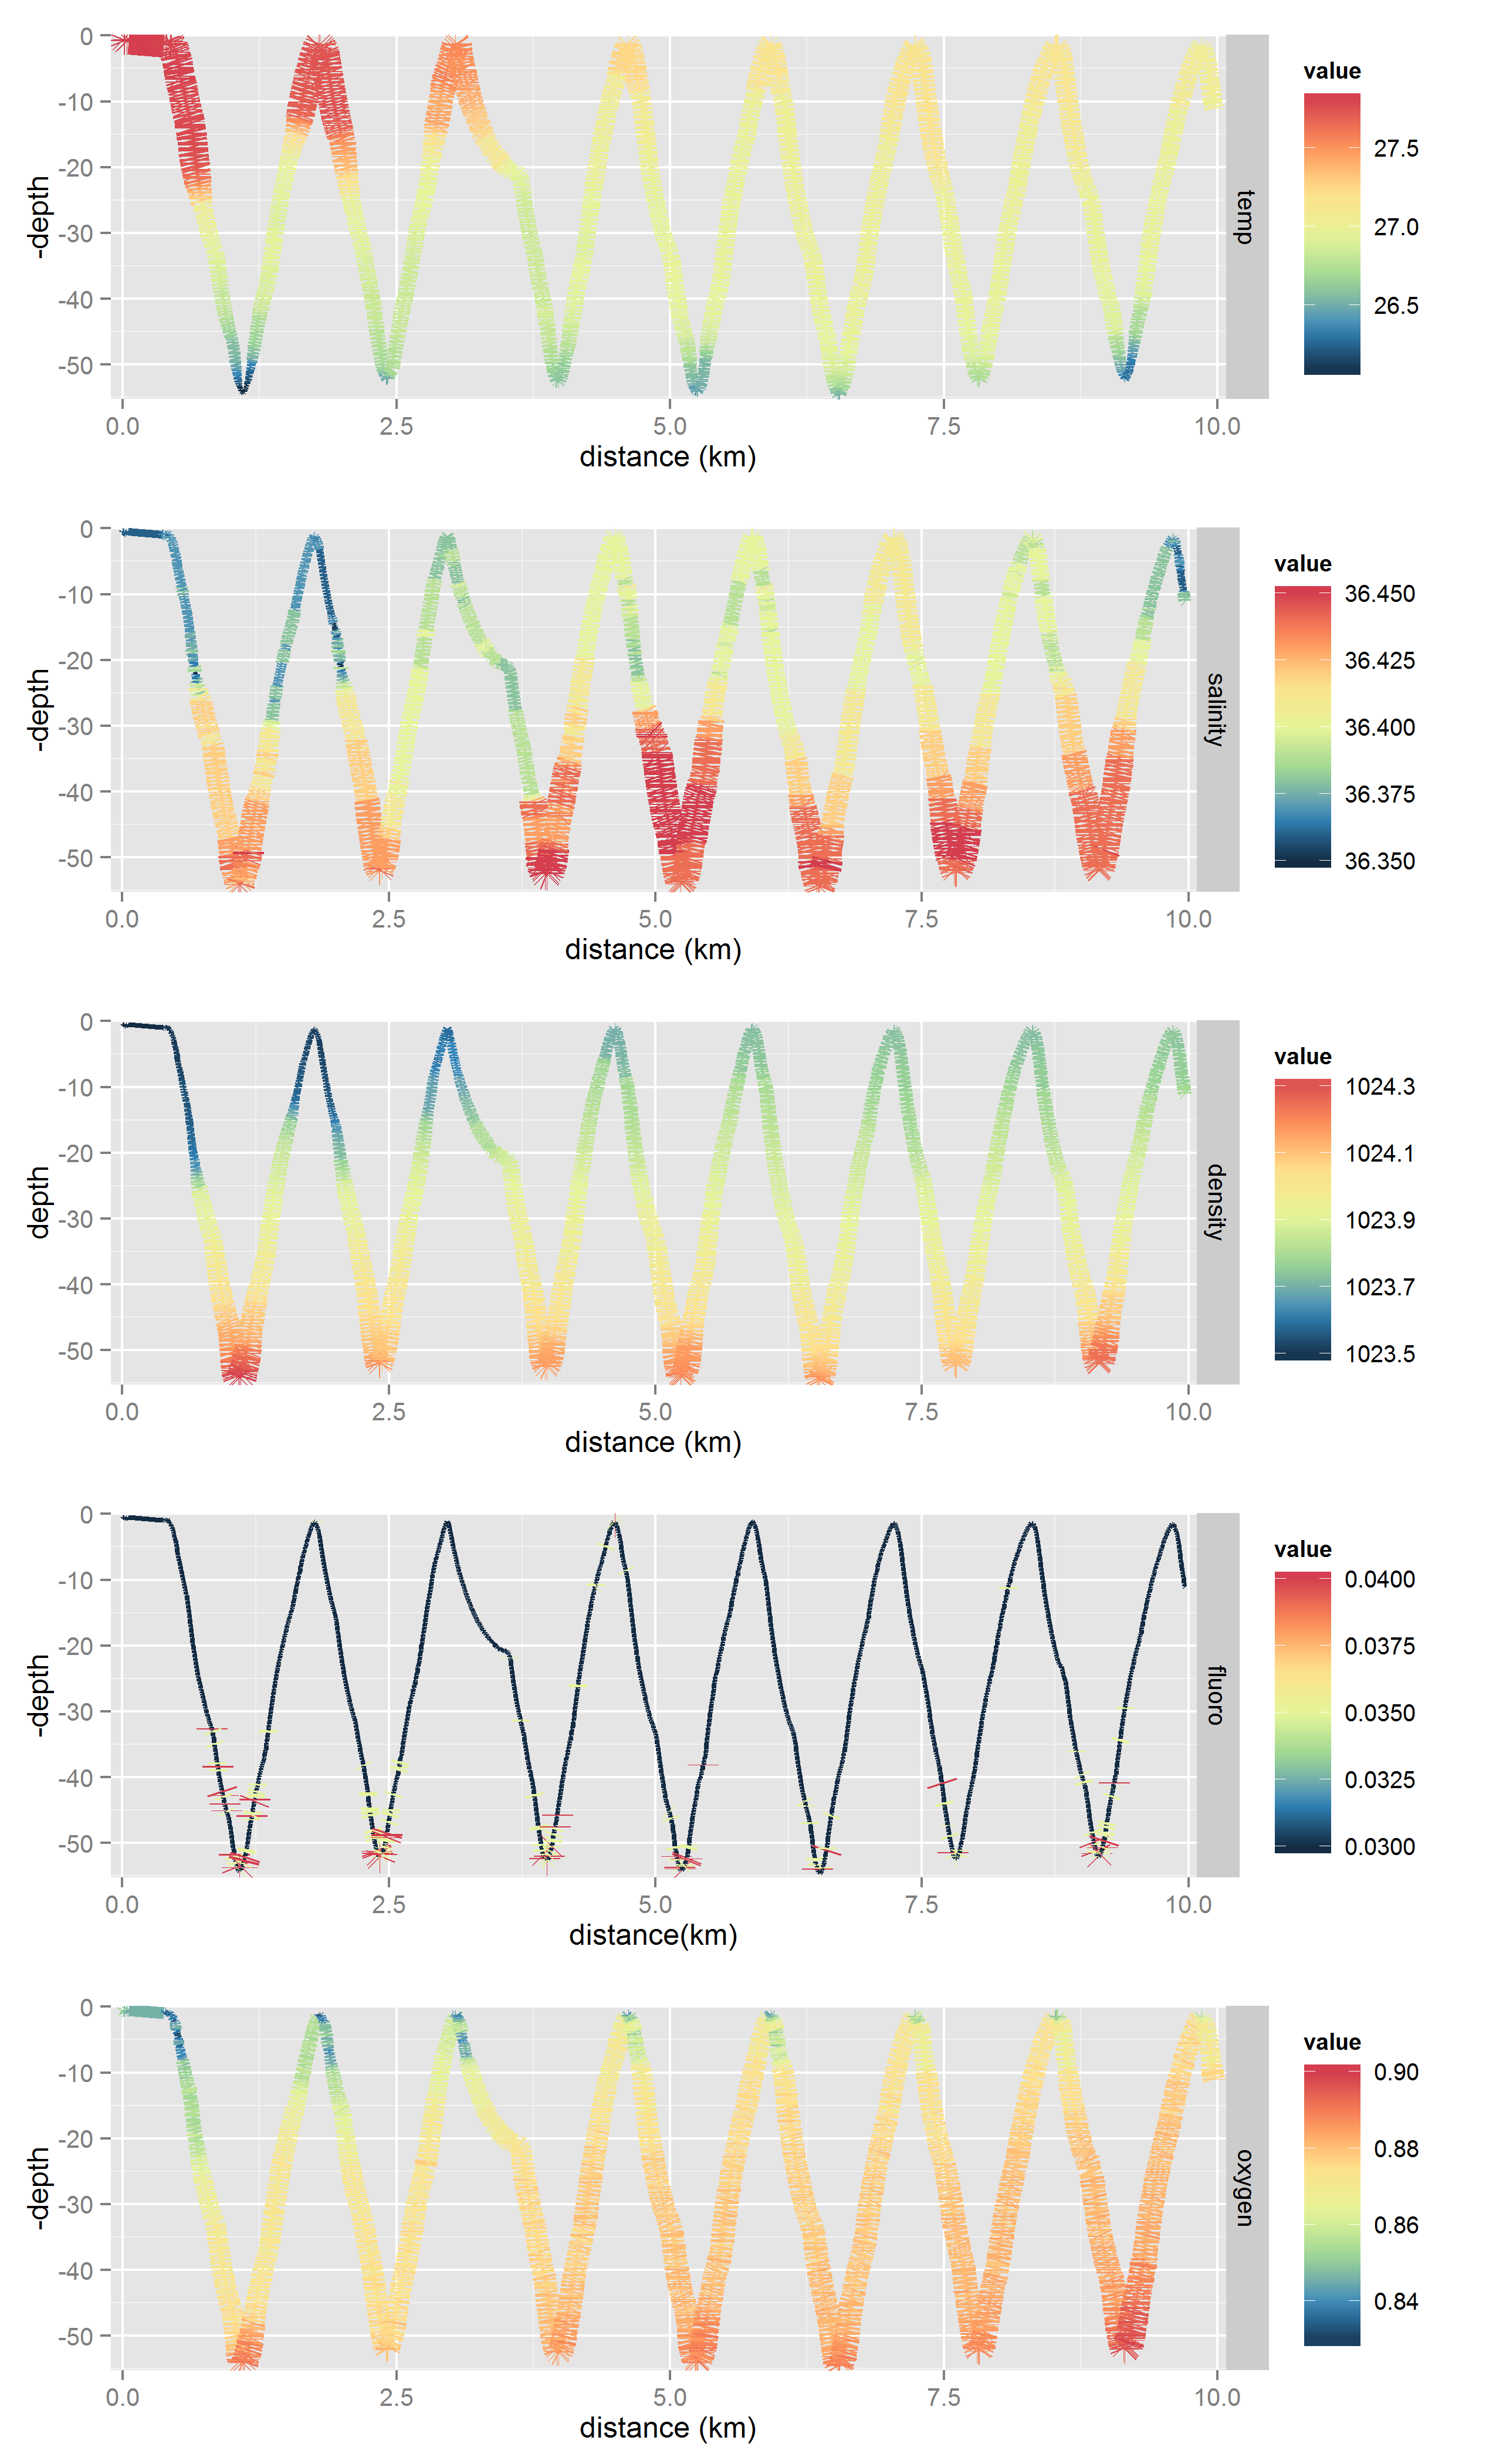 0
-10
-20
-30
-40
-50
-depth
0.0 2.5 5.0 7.5 10.0
distance (km)
temp
value
27.5
27.0
26.5
0
-10
-20
-30
-40
-50
-depth
0.0 2.5 5.0 7.5 10.0
distance (km)
salinity
value
36.450
36.425
36.400
36.375
36.350
0
-10
-20
-30
-40
-50
depth
0.0 2.5 5.0 7.5 10.0
distance (km)
density
value
1024.3
1024.1
1023.9
1023.7
1023.5
0
-10
-20
-30
-40
-50
-depth
0.0 2.5 5.0 7.5 10.0
distance(km)
fluoro
value
0.0400
0.0375
0.0350
0.0325
0.0300
0
-10
-20
-30
-40
-50
-depth
0.0 2.5 5.0 7.5 10.0
distance (km)
oxygen
value
0.90
0.88
0.86
0.84